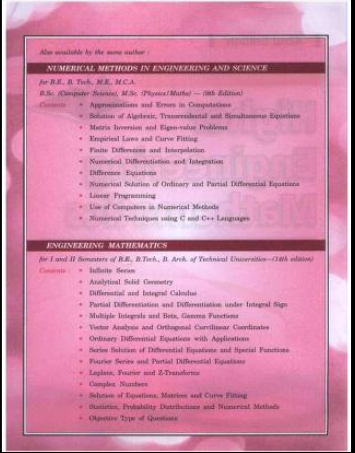 Also available by the same author :
NUMERICAL METHODS IN ENGINEERING AND SCIENCE
for B.E., B. Tech., M.E., M.C.A.
B.Sc. (Computer Science), M.Sc. (Physics/Maths) — (9th Edition)
Contents : • Approximations and Errors in Computations
• Solution of Algebraic, Transcendental and Simultaneous Equations
• Matrix Inversion and Eigen-value Problems
• Empirical Laws and Curve Fitting
• Finite Differences and Interpolation
• Numerical Differentiation and Integration
• Difference Equations
• Numerical Solution of Ordinary and Partial Differential Equations
• Linear Programming
• Use of Computers in Numerical Methods
• Numerical Techniques using C and C++ Languages
ENGINEERING MATHEMATICS
for I and II Semesters of B.E., B.Tech., B. Arch. of Technical Universities—(14th edition)
Contents : • Infinite Series
• Analytical Solid Geometry
• Differential and Integral Calculus
• Partial Differentiation and Differentiation under Integral Sign
• Multiple Integrals and Beta, Gamma Functions
• Vector Analysis and Orthogonal Curvilinear Coordinates
• Ordinary Differential Equations with Applications
• Series Solution of Differential Equations and Special Functions
• Fourier Series and Partial Differential Equations
• Laplace, Fourier and Z-Transforms
• Complex Numbers
• Solution of Equations, Matrices and Curve Fitting
• Statistics, Probability Distributions and Numerical Methods
• Objective Type of Questions